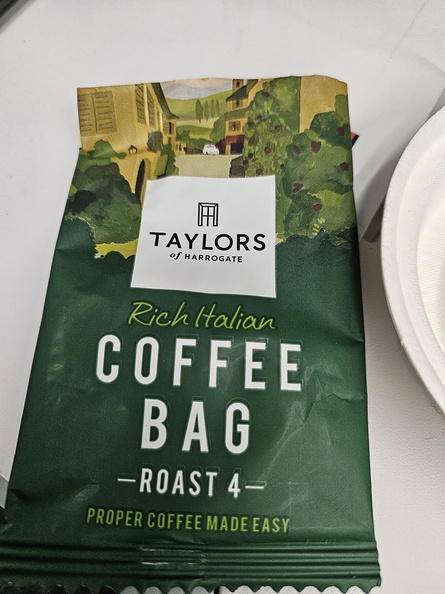 TAYLORS
of HARROGATE
Rich Italian
COFFEE
BAG
—ROAST 4—
PROPER COFFEE MADE EASY